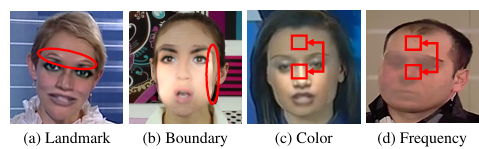 (a) Landmark
(b) Boundary
(c) Color
(d) Frequency